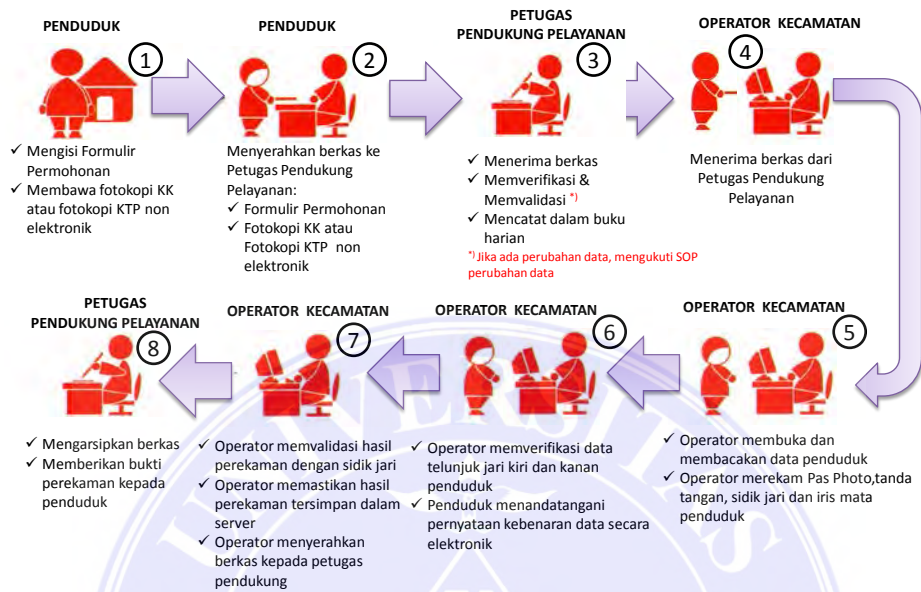 PENDUDUK
1
✓ Mengisi Formulir
Permohonan
✓ Membawa fotokopi KK
atau fotokopi KTP non
elektronik
PENDUDUK
2
Menyerahkan berkas ke
Petugas Pendukung
Pelayanan:
✓ Formulir Permohonan
✓ Fotokopi KK atau
Fotokopi KTP non
elektronik
PETUGAS
PENDUKUNG PELAYANAN
3
✓ Menerima berkas
✓ Memverifikasi &
Memvalidasi *)
✓ Mencatat dalam buku
harian
*) Jika ada perubahan data, mengukuti SOP
perubahan data
OPERATOR KECAMATAN
4
Menerima berkas dari
Petugas Pendukung
Pelayanan
OPERATOR KECAMATAN
5
✓ Operator membuka dan
membacakan data penduduk
✓ Operator merekam Pas Photo,tanda
tangan, sidik jari dan iris mata
penduduk
OPERATOR KECAMATAN
6
✓ Operator memverifikasi data
telunjuk jari kiri dan kanan
penduduk
✓ Penduduk menandatangani
pernyataan kebenaran data secara
elektronik
OPERATOR KECAMATAN
7
✓ Operator memvalidasi hasil
perekaman dengan sidik jari
✓ Operator memastikan hasil
perekaman tersimpan dalam
server
✓ Operator menyerahkan
berkas kepada petugas
pendukung
PETUGAS
PENDUKUNG PELAYANAN
8
✓ Mengarsipkan berkas
✓ Memberikan bukti
perekaman kepada
penduduk
UNIVERSITAS